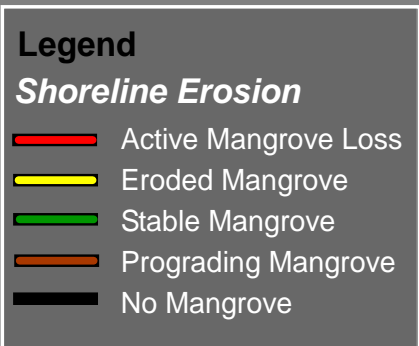 Legend
Shoreline Erosion
Active Mangrove Loss
Eroded Mangrove
Stable Mangrove
Prograding Mangrove
No Mangrove